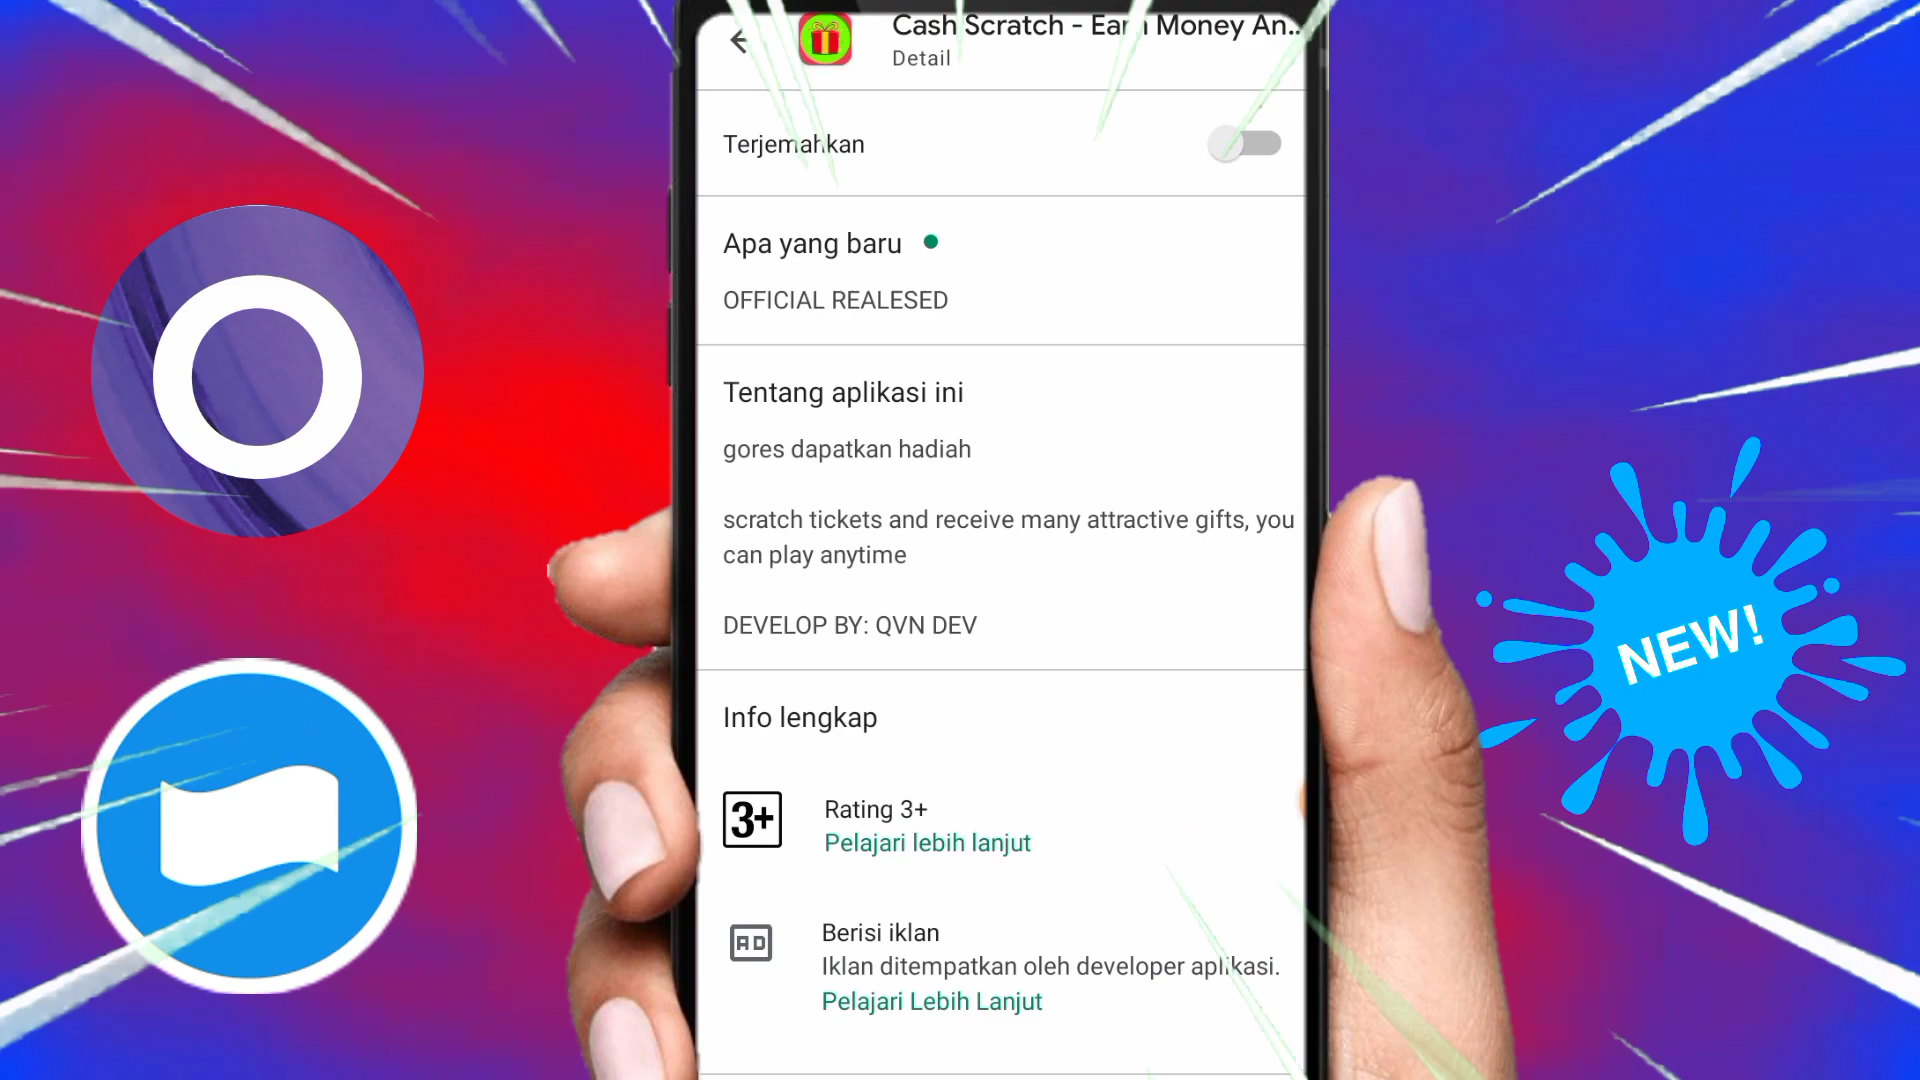 Cash Scratch - Earn Money An..
Detail
Terjemahkan
Apa yang baru
OFFICIAL REALESED
Tentang aplikasi ini
gores dapatkan hadiah
scratch tickets and receive many attractive gifts, you
can play anytime
DEVELOP BY: QVN DEV
NEW!
Info lengkap
3+
Rating 3+
Pelajari lebih lanjut
AD
Berisi iklan
Iklan ditempatkan oleh developer aplikasi.
Pelajari Lebih Lanjut